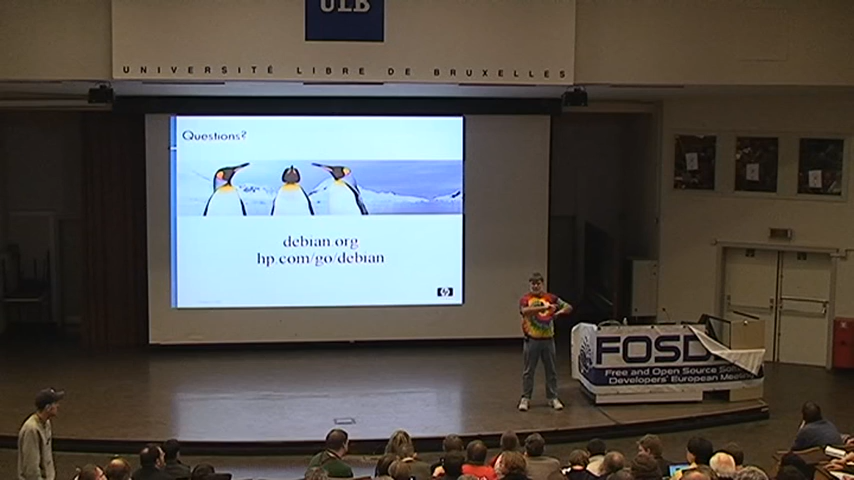 ULB
UNIVERSITÉ LIBRE DE BRUXELLES
Questions?
debian.org
hp.com/go/debian
hp
FOSD
Free and Open Source
Developers' European